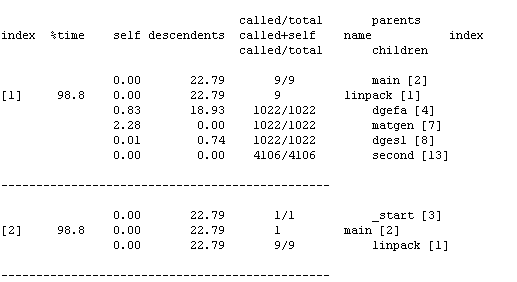 called/total       parents
index  %time    self descendents  called+self    name           index
                                  called/total       children

                0.00       22.79       9/9           main [2]
[1]     98.8    0.00       22.79       9         linpack [1]
                0.83       18.93    1022/1022        dgefa [4]
                2.28        0.00    1022/1022        matgen [7]
                0.01        0.74    1022/1022        dgesl [8]
                0.00        0.00    4106/4106        second [13]

-----------------------------------------------

                0.00       22.79       1/1           _start [3]
[2]     98.8    0.00       22.79       1         main [2]
                0.00       22.79       9/9           linpack [1]

-----------------------------------------------